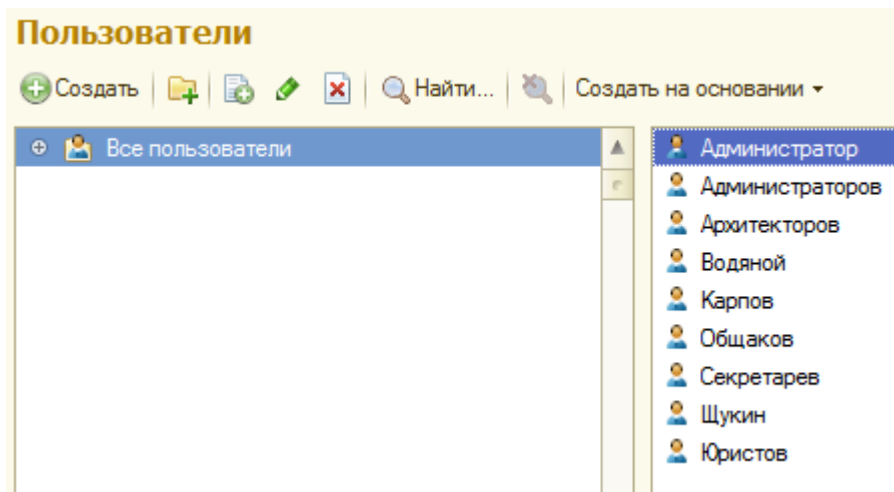 Пользователи
Создать Найти... Создать на основании
Все пользователи
Администратор
Администраторов
Архитекторов
Водяной
Карпов
Общаков
Секретарев
Щукин
Юристов